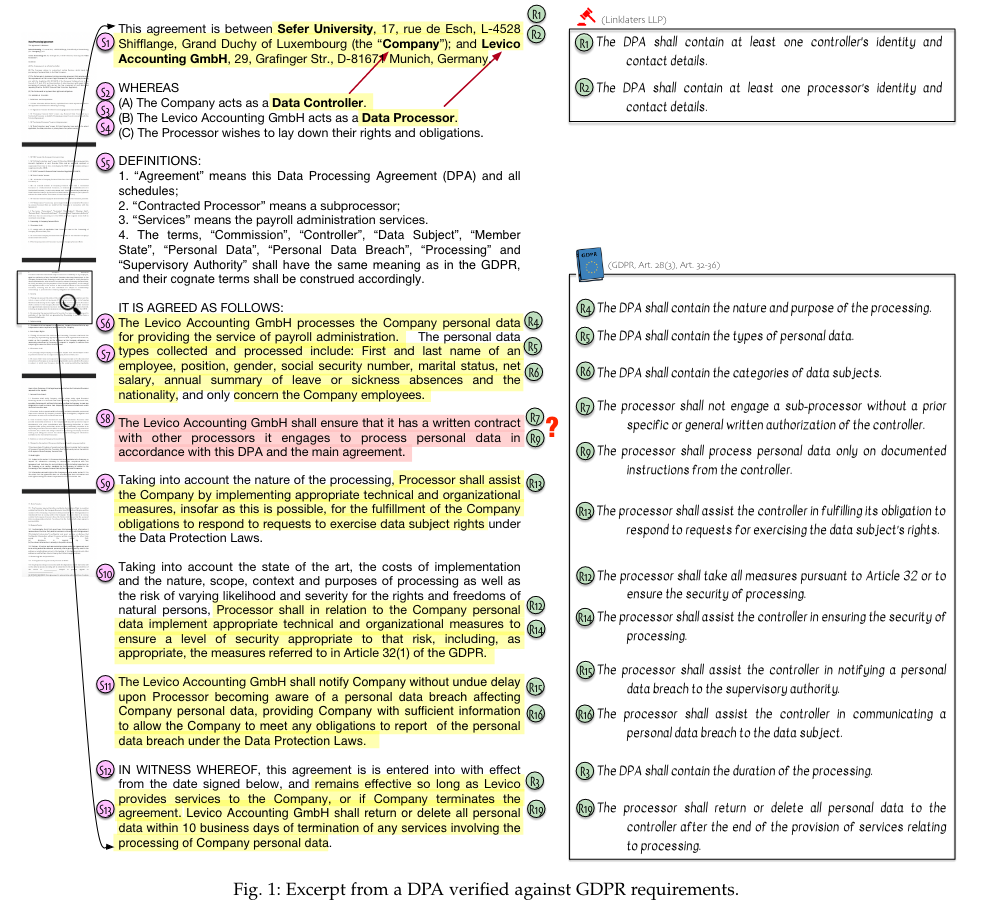 This agreement is between Sefer University, 17, rue de Esch, L-4528
Shifflange, Grand Duchy of Luxembourg (the “Company”); and Levico
Accounting GmbH, 29, Grafinger Str., D-81671 Munich, Germany
S1
R1
R2
WHEREAS
(A) The Company acts as a Data Controller.
(B) The Levico Accounting GmbH acts as a Data Processor.
(C) The Processor wishes to lay down their rights and obligations.
S2
S3
S4
S5
DEFINITIONS:
1. “Agreement” means this Data Processing Agreement (DPA) and all
schedules;
2. “Contracted Processor” means a subprocessor;
3. “Services” means the payroll administration services.
4. The terms, “Commission”, “Controller”, “Data Subject”, “Member
State”, “Personal Data”, “Personal Data Breach”, “Processing” and
“Supervisory Authority” shall have the same meaning as in the GDPR,
and their cognate terms shall be construed accordingly.
IT IS AGREED AS FOLLOWS:
S6
The Levico Accounting GmbH processes the Company personal data
for providing the service of payroll administration. The personal data
S7
types collected and processed include: First and last name of an
employee, position, gender, social security number, marital status, net
salary, annual summary of leave or sickness absences and the
nationality, and only concern the Company employees.
R4
R5
R6
S8
The Levico Accounting GmbH shall ensure that it has a written contract
with other processors it engages to process personal data in
accordance with this DPA and the main agreement.
R7
R9
?
S9
Taking into account the nature of the processing, Processor shall assist
the Company by implementing appropriate technical and organizational
measures, insofar as this is possible, for the fulfillment of the Company
obligations to respond to requests to exercise data subject rights under
the Data Protection Laws.
R13
S10
Taking into account the state of the art, the costs of implementation
and the nature, scope, context and purposes of processing as well as
the risk of varying likelihood and severity for the rights and freedoms of
natural persons, Processor shall in relation to the Company personal
data implement appropriate technical and organizational measures to
ensure a level of security appropriate to that risk, including, as
appropriate, the measures referred to in Article 32(1) of the GDPR.
R12
R14
S11
The Levico Accounting GmbH shall notify Company without undue delay
upon Processor becoming aware of a personal data breach affecting
Company personal data, providing Company with sufficient information
to allow the Company to meet any obligations to report of the personal
data breach under the Data Protection Laws.
R15
R16
S12
IN WITNESS WHEREOF, this agreement is is entered into with effect
from the date signed below, and remains effective so long as Levico
provides services to the Company, or if Company terminates the
S13
agreement. Levico Accounting GmbH shall return or delete all personal
data within 10 business days of termination of any services involving the
processing of Company personal data.
R3
R19
(Linklaters LLP)
R1 The DPA shall contain at least one controller's identity and
contact details.
R2 The DPA shall contain at least one processor's identity and
contact details.
GDPR
(GDPR, Art. 28(3), Art. 32-36)
R4 The DPA shall contain the nature and purpose of the processing.
R5 The DPA shall contain the types of personal data.
R6 The DPA shall contain the categories of data subjects.
R7 The processor shall not engage a sub-processor without a prior
specific or general written authorization of the controller.
R9 The processor shall process personal data only on documented
instructions from the controller.
R13 The processor shall assist the controller in fulfilling its obligation to
respond to requests for exercising the data subject's rights.
R12 The processor shall take all measures pursuant to Article 32 or to
ensure the security of processing.
R14 The processor shall assist the controller in ensuring the security of
processing.
R15 The processor shall assist the controller in notifying a personal
data breach to the supervisory authority.
R16 The processor shall assist the controller in communicating a
personal data breach to the data subject.
R3 The DPA shall contain the duration of the processing.
R19 The processor shall return or delete all personal data to the
controller after the end of the provision of services relating
to processing.
Fig. 1: Excerpt from a DPA verified against GDPR requirements.